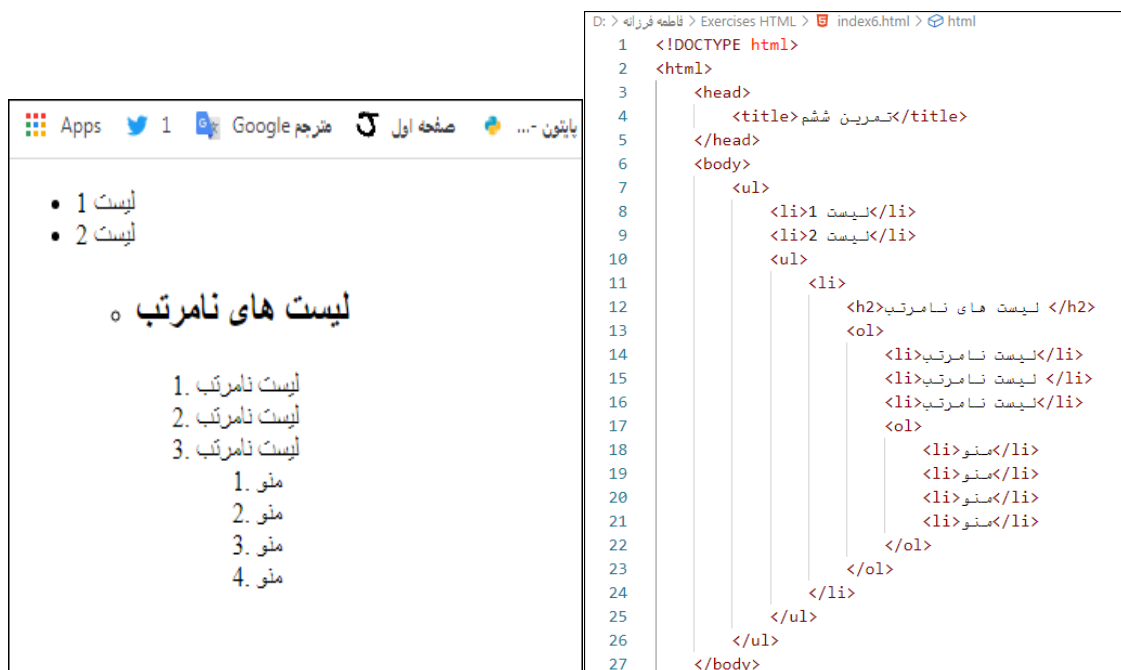 Apps 1 مترجم Google صفحه اول پایتون -...
• لیست 1
• لیست 2
○ لیست های نامرتب
1. لیست نامرتب
2. لیست نامرتب
3. لیست نامرتب
1. منو
2. منو
3. منو
4. منو
D: > فاطمه فرزانه > Exercises HTML > index6.html > html
1 <!DOCTYPE html>
2 <html>
3 <head>
4 <title>تمرین ششم</title>
5 </head>
6 <body>
7 <ul>
8 <li>لیست 1</li>
9 <li>لیست 2</li>
10 <ul>
11 <li>
12 <h2>لیست های نامرتب </h2>
13 <ol>
14 <li>لیست نامرتب</li>
15 <li>لیست نامرتب </li>
16 <li>لیست نامرتب</li>
17 <ol>
18 <li>منو</li>
19 <li>منو</li>
20 <li>منو</li>
21 <li>منو</li>
22 </ol>
23 </ol>
24 </li>
25 </ul>
26 </ul>
27 </body>